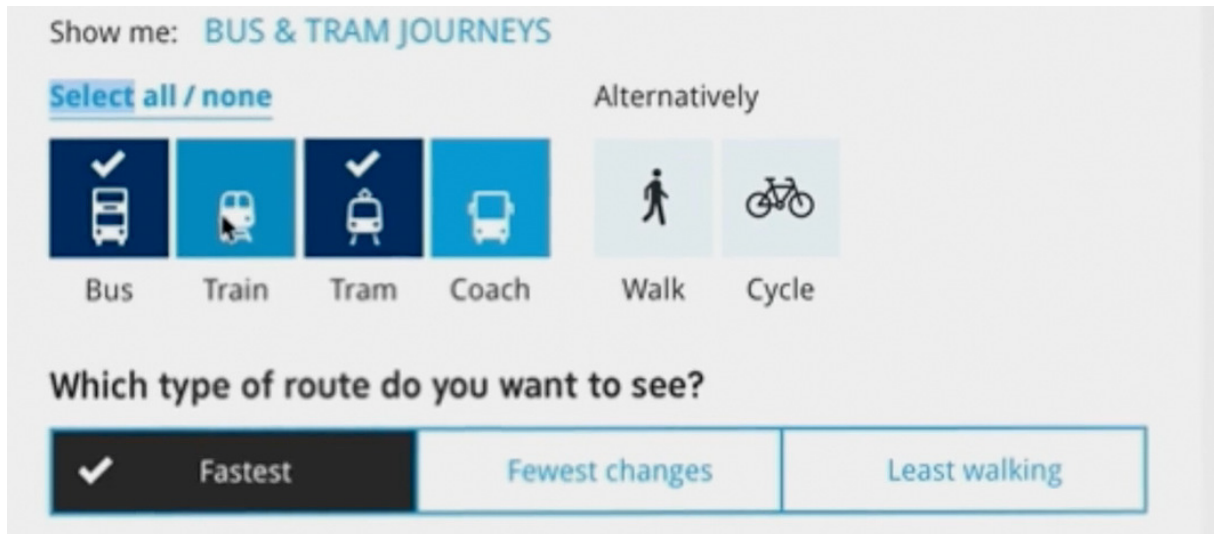 Show me: BUS & TRAM JOURNEYS
Select all / none
Alternatively
Bus Train Tram Coach Walk Cycle
Which type of route do you want to see?
Fastest Fewest changes Least walking